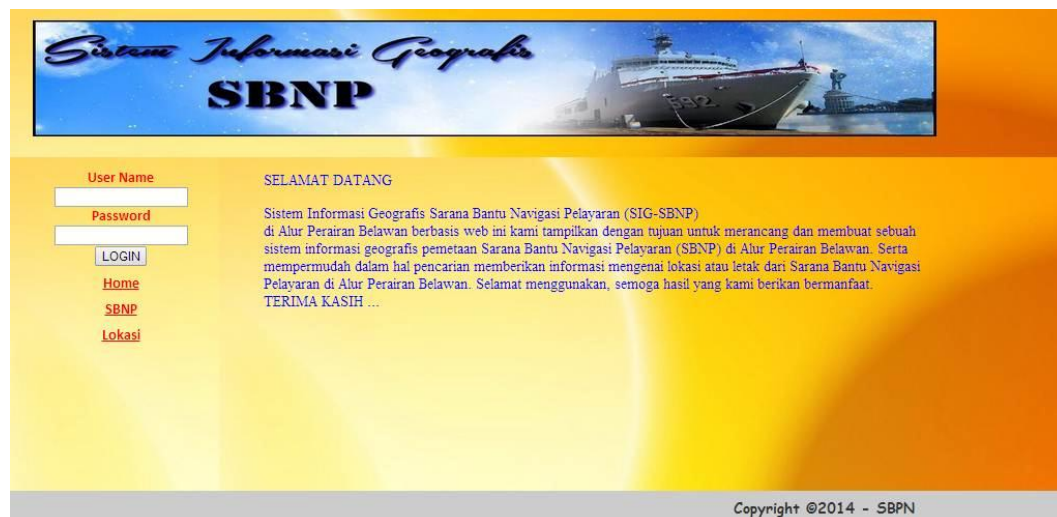 Sistem Informasi Geografis
SBNP
592
User Name
Password
LOGIN
Home
SBNP
Lokasi
SELAMAT DATANG
Sistem Informasi Geografis Sarana Bantu Navigasi Pelayaran (SIG-SBNP)
di Alur Perairan Belawan berbasis web ini kami tampilkan dengan tujuan untuk merancang dan membuat sebuah
sistem informasi geografis pemetaan Sarana Bantu Navigasi Pelayaran (SBNP) di Alur Perairan Belawan. Serta
mempermudah dalam hal pencarian memberikan informasi mengenai lokasi atau letak dari Sarana Bantu Navigasi
Pelayaran di Alur Perairan Belawan. Selamat menggunakan, semoga hasil yang kami berikan bermanfaat.
TERIMA KASIH ...
Copyright ©2014 - SBPN